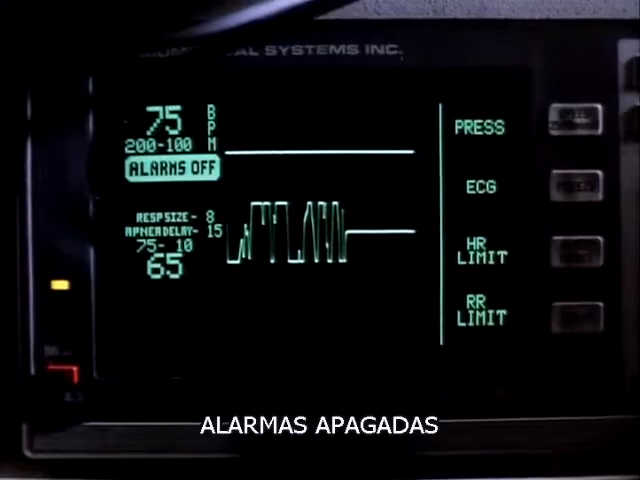 SYSTEMS INC.
75 BPM
200-100
ALARMS OFF
RESP SIZE- 8
APNEA DELAY- 15
75- 10
65
PRESS
ECG
HR
LIMIT
RR
LIMIT
ALARMAS APAGADAS